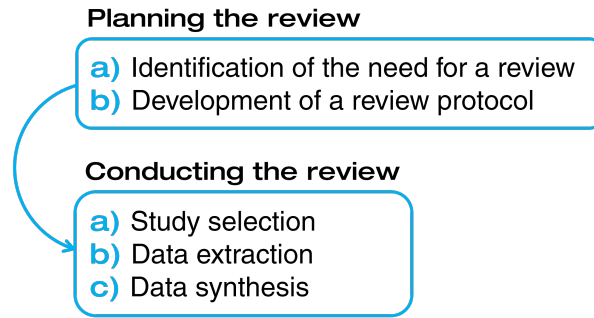 Planning the review
a) Identification of the need for a review
b) Development of a review protocol
Conducting the review
a) Study selection
b) Data extraction
c) Data synthesis